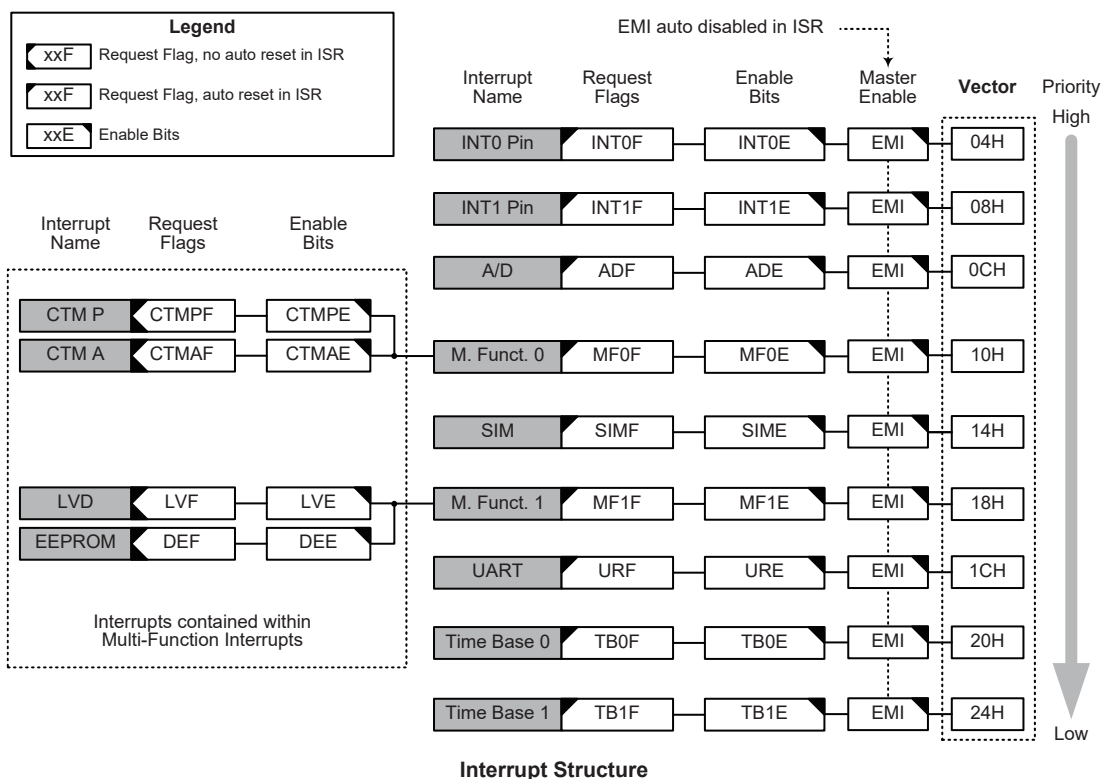 Legend
xxF Request Flag, no auto reset in ISR
xxF Request Flag, auto reset in ISR
xxE Enable Bits
EMI auto disabled in ISR
Interrupt Name Request Flags Enable Bits Master Enable Vector Priority
High
INT0 Pin INT0F INT0E EMI 04H
INT1 Pin INT1F INT1E EMI 08H
Interrupt Name Request Flags Enable Bits
A/D ADF ADE EMI 0CH
CTM P CTMPF CTMPE
CTM A CTMAF CTMAE M. Funct. 0 MF0F MF0E EMI 10H
SIM SIMF SIME EMI 14H
LVD LVF LVE M. Funct. 1 MF1F MF1E EMI 18H
EEPROM DEF DEE
UART URF URE EMI 1CH
Interrupts contained within
Multi-Function Interrupts
Time Base 0 TB0F TB0E EMI 20H
Time Base 1 TB1F TB1E EMI 24H
Low
Interrupt Structure